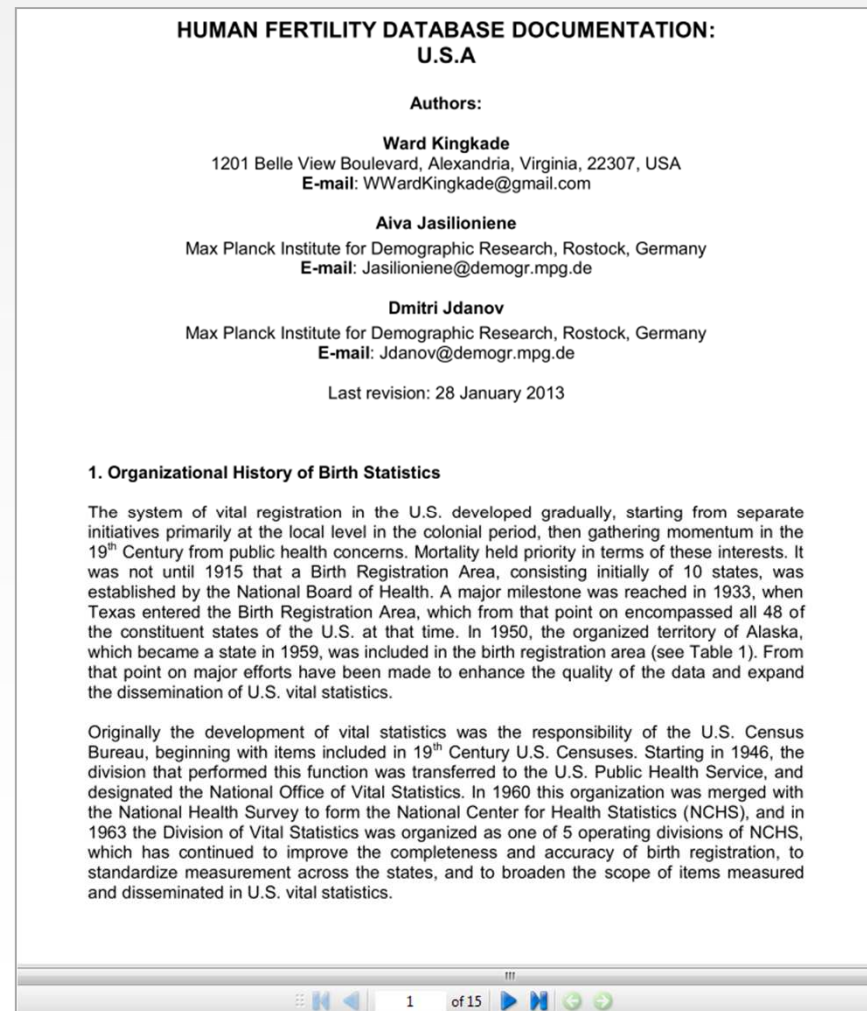 HUMAN FERTILITY DATABASE DOCUMENTATION:
U.S.A
Authors:
Ward Kingkade
1201 Belle View Boulevard, Alexandria, Virginia, 22307, USA
E-mail: WWardKingkade@gmail.com
Aiva Jasilioniene
Max Planck Institute for Demographic Research, Rostock, Germany
E-mail: Jasilioniene@demogr.mpg.de
Dmitri Jdanov
Max Planck Institute for Demographic Research, Rostock, Germany
E-mail: Jdanov@demogr.mpg.de
Last revision: 28 January 2013
1. Organizational History of Birth Statistics
The system of vital registration in the U.S. developed gradually, starting from separate
initiatives primarily at the local level in the colonial period, then gathering momentum in the
19th Century from public health concerns. Mortality held priority in terms of these interests. It
was not until 1915 that a Birth Registration Area, consisting initially of 10 states, was
established by the National Board of Health. A major milestone was reached in 1933, when
Texas entered the Birth Registration Area, which from that point on encompassed all 48 of
the constituent states of the U.S. at that time. In 1950, the organized territory of Alaska,
which became a state in 1959, was included in the birth registration area (see Table 1). From
that point on major efforts have been made to enhance the quality of the data and expand
the dissemination of U.S. vital statistics.
Originally the development of vital statistics was the responsibility of the U.S. Census
Bureau, beginning with items included in 19th Century U.S. Censuses. Starting in 1946, the
division that performed this function was transferred to the U.S. Public Health Service, and
designated the National Office of Vital Statistics. In 1960 this organization was merged with
the National Health Survey to form the National Center for Health Statistics (NCHS), and in
1963 the Division of Vital Statistics was organized as one of 5 operating divisions of NCHS,
which has continued to improve the completeness and accuracy of birth registration, to
standardize measurement across the states, and to broaden the scope of items measured
and disseminated in U.S. vital statistics.
1 of 15